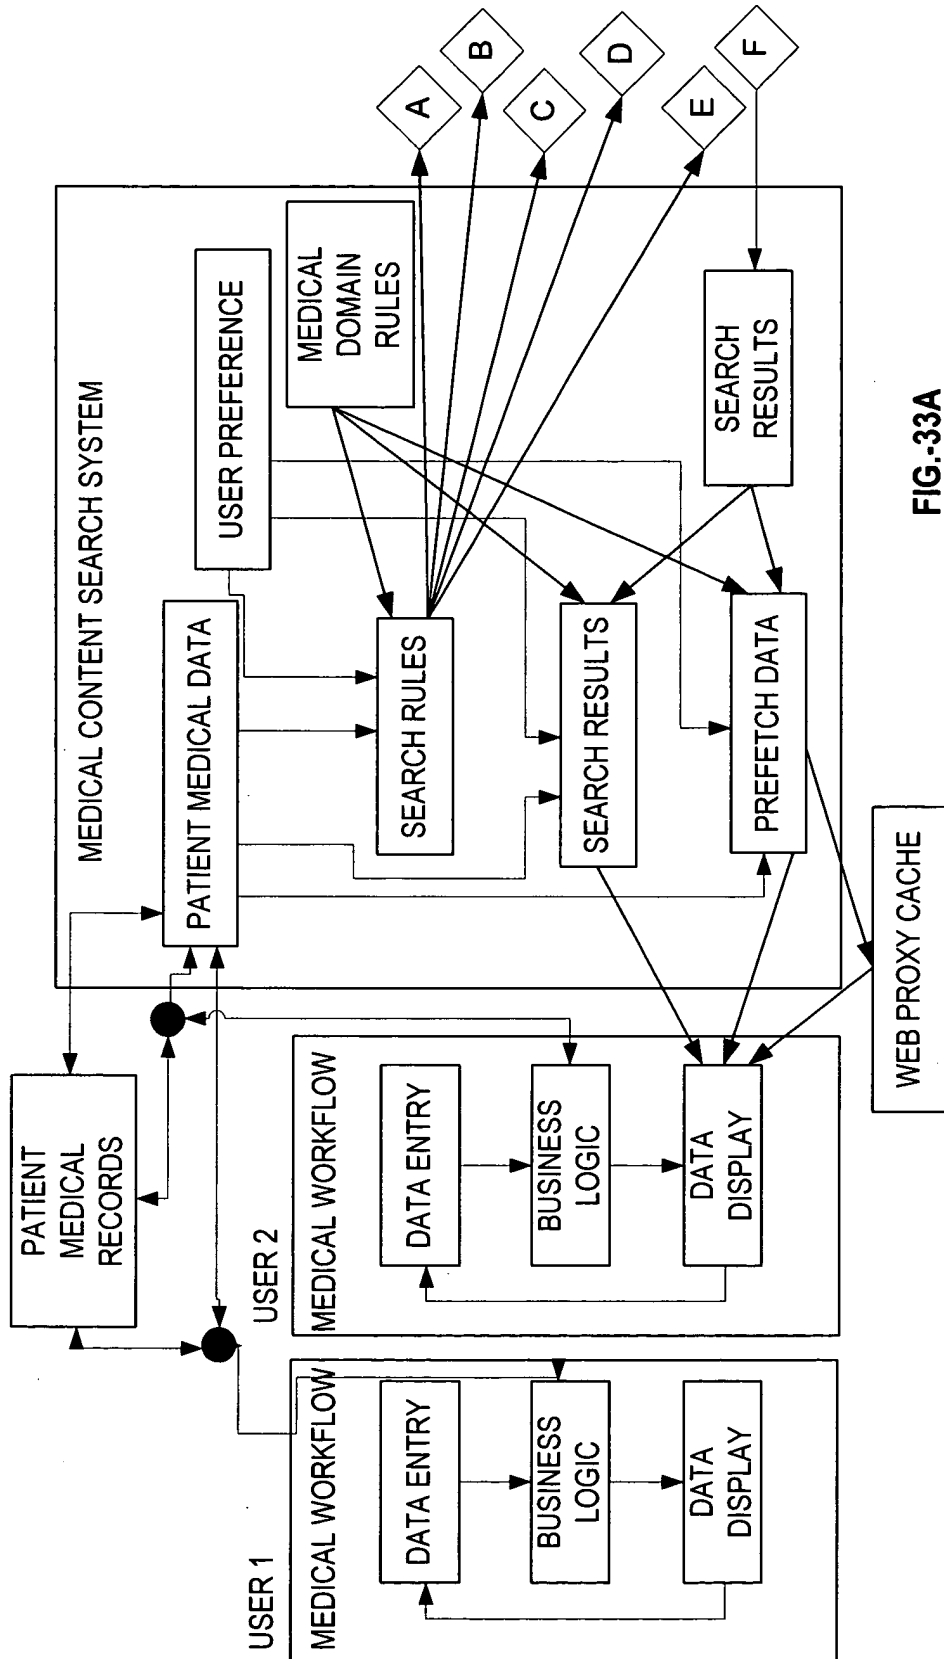 USER 1
MEDICAL WORKFLOW
DATA ENTRY
BUSINESS
LOGIC
DATA
DISPLAY
USER 2
MEDICAL WORKFLOW
DATA ENTRY
BUSINESS
LOGIC
DATA
DISPLAY
PATIENT
MEDICAL
RECORDS
MEDICAL CONTENT SEARCH SYSTEM
PATIENT MEDICAL DATA
USER PREFERENCE
MEDICAL
DOMAIN
RULES
SEARCH RULES
SEARCH RESULTS
PREFETCH DATA
SEARCH
RESULTS
WEB PROXY CACHE
A
B
C
D
E
F
FIG.-33A